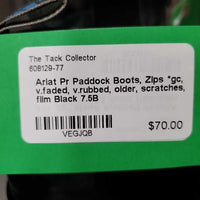 The Tack Collector
808129-77
Ariat Pr Paddock Boots, Zips *gc,
v.faded, v.rubbed, older, scratches,
film Black 7.5B
VEGJQB
$70.00